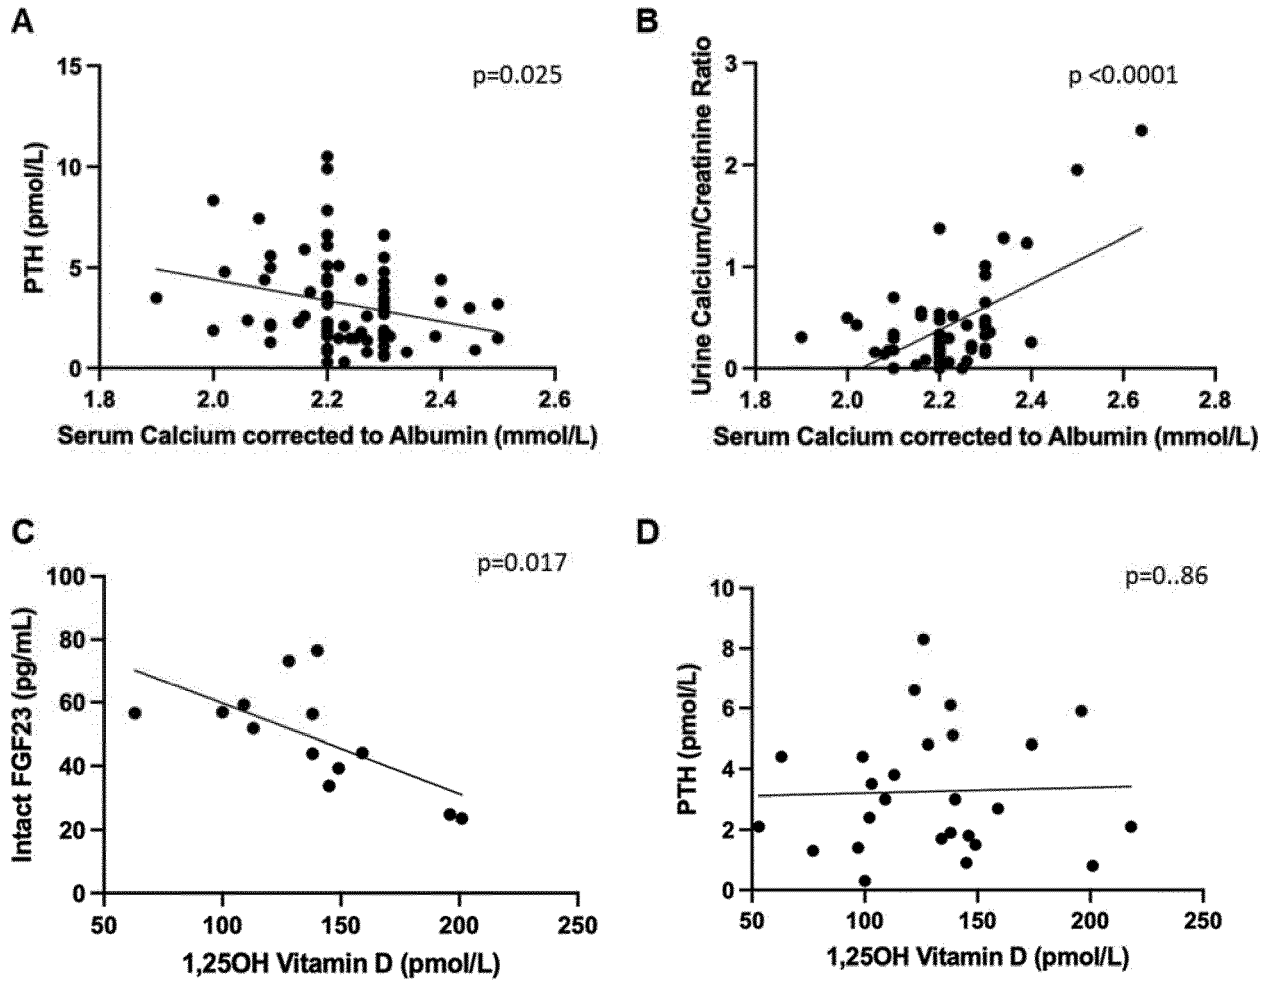 A
p=0.025
15
10
5
0
PTH (pmol/L)
1.8 2.0 2.2 2.4 2.6
Serum Calcium corrected to Albumin (mmol/L)
B
p <0.0001
3
2
1
0
Urine Calcium/Creatinine Ratio
1.8 2.0 2.2 2.4 2.6 2.8
Serum Calcium corrected to Albumin (mmol/L)
C
p=0.017
100
80
60
40
20
0
Intact FGF23 (pg/mL)
50 100 150 200 250
1,25OH Vitamin D (pmol/L)
D
p=0..86
10
8
6
4
2
0
PTH (pmol/L)
50 100 150 200 250
1,25OH Vitamin D (pmol/L)